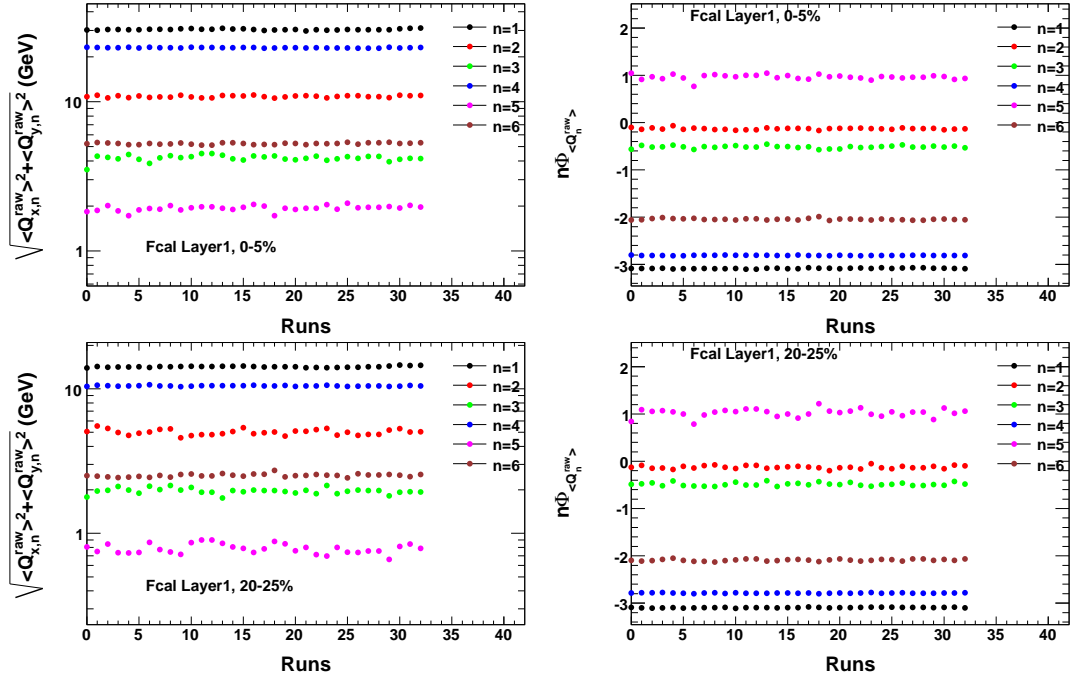 √<Q^raw_x,n>^2+<Q^raw_y,n>^2 (GeV)
10
1
n=1
n=2
n=3
n=4
n=5
n=6
Fcal Layer1, 0-5%
0 5 10 15 20 25 30 35 40
Runs
nΦ_<Q^raw_n>
2
1
0
-1
-2
-3
Fcal Layer1, 0-5%
n=1
n=2
n=3
n=4
n=5
n=6
0 5 10 15 20 25 30 35 40
Runs
√<Q^raw_x,n>^2+<Q^raw_y,n>^2 (GeV)
10
1
n=1
n=2
n=3
n=4
n=5
n=6
Fcal Layer1, 20-25%
0 5 10 15 20 25 30 35 40
Runs
nΦ_<Q^raw_n>
2
1
0
-1
-2
-3
Fcal Layer1, 20-25%
n=1
n=2
n=3
n=4
n=5
n=6
0 5 10 15 20 25 30 35 40
Runs